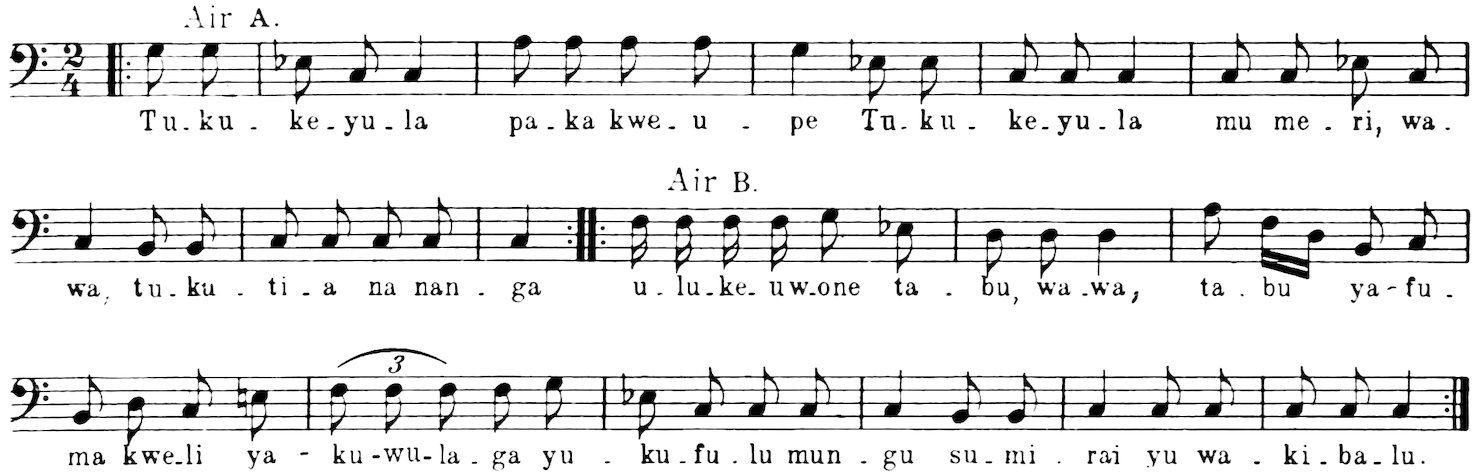 Air A.
2
4
Tu-ku-ke-yu-la pa-ka kwe-u-pe Tu-ku-ke-yu-la mu me-ri, wa-
Air B.
wa, tu-ku-ti-a na nan-ga u-lu-ke-uw-one ta-bu, wa-wa, ta-bu ya-fu-
3
ma kwe-li ya-ku-wu-la-ga yu-ku-fu-lu mun-gu su-mi-rai yu wa-ki-ba-lu.